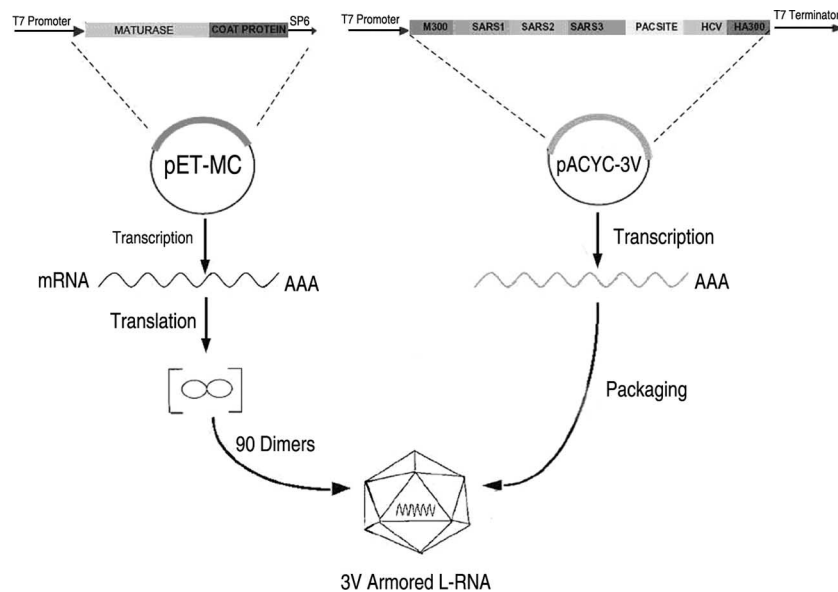 T7 Promoter
SP6
MATURASE COAT PROTEIN
T7 Promoter
T7 Terminator
M300 SARS1 SARS2 SARS3 PACSITE HCV HA300
pET-MC
pACYC-3V
Transcription
Transcription
mRNA AAA
AAA
Translation
Packaging
90 Dimers
3V Armored L-RNA